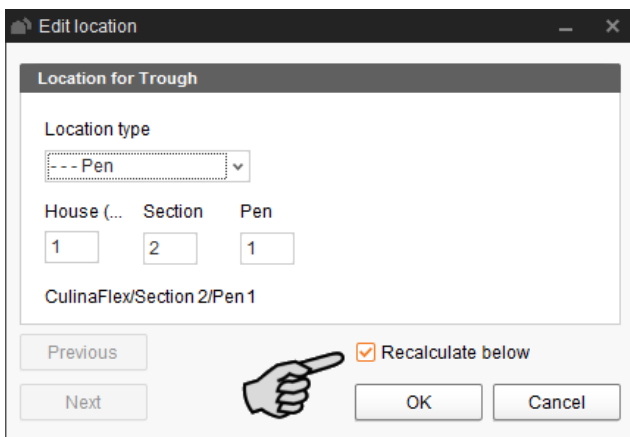 Edit location
Location for Trough
Location type
--- Pen
House (... Section Pen
1 2 1
CulinaFlex/Section 2/Pen 1
Previous Recalculate below
Next OK Cancel